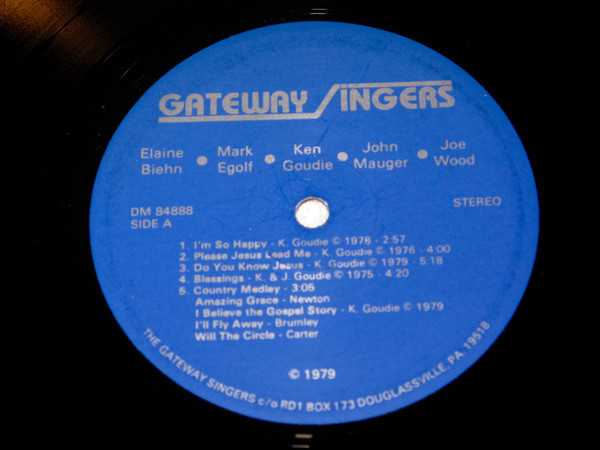 GATEWAY SINGERS
Elaine Biehn • Mark Egolf • Ken Goudie • John Mauger • Joe Wood
DM 84888
SIDE A
STEREO
1. I'm So Happy - K. Goudie © 1978 - 2:57
2. Please Jesus Lead Me - K. Goudie © 1976 - 4:00
3. Do You Know Jesus - K. Goudie © 1979 - 5:18
4. Blessings - K. & J. Goudie © 1975 - 4:20
5. Country Medley - 3:05
Amazing Grace - Newton
I Believe the Gospel Story - K. Goudie © 1979
I'll Fly Away - Brumley
Will The Circle - Carter
© 1979
THE GATEWAY SINGERS c/o RD1 BOX 173 DOUGLASSVILLE, PA 19518